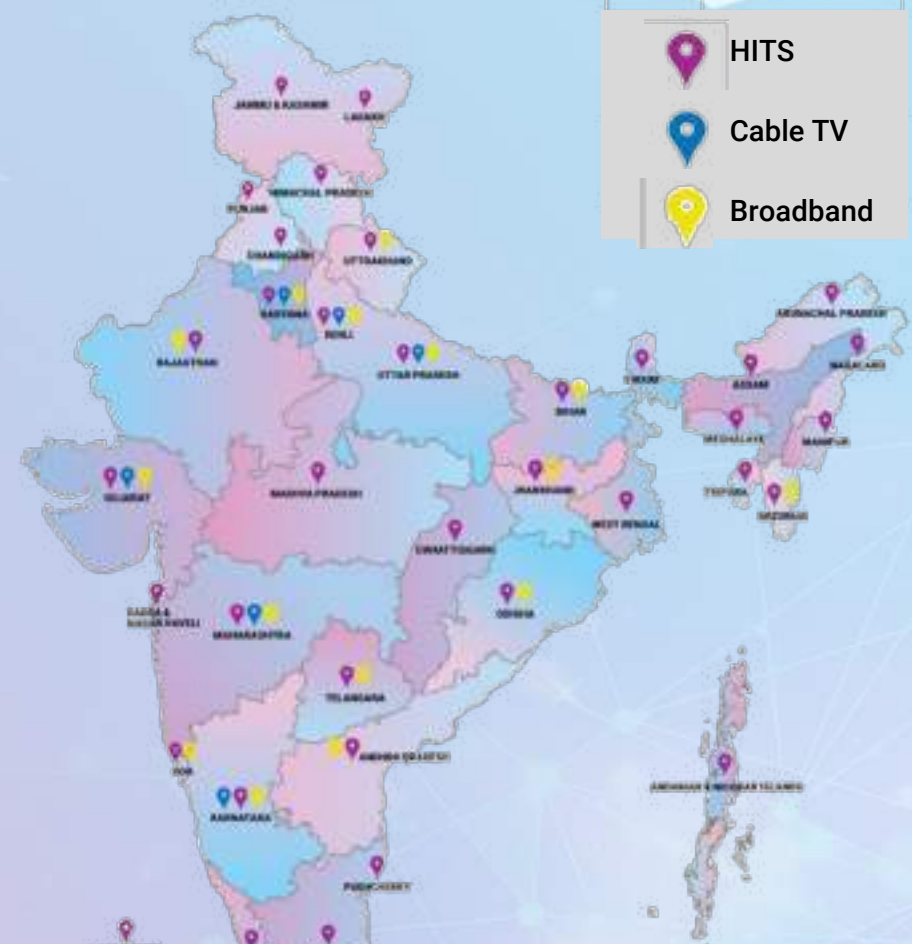 HITS
Cable TV
Broadband
JAMMU & KASHMIR
LADAKH
HIMACHAL PRADESH
PUNJAB
CHANDIGARH
UTTRAKHAND
HARYANA
DEHLI
ARUNACHAL PRADESH
RAJASTHAN
UTTAR PRADESH
SIKKIM
ASSAM
NAGALAND
BIHAR
MEGHALAYA
MANIPUR
GUJARAT
MADHYA PRADESH
JHARKHAND
TRIPURA
MIZORAM
WEST BENGAL
CHHATTISGARH
DADRA &
NAGAR HAVELI
ODISHA
MAHARASHTRA
TELANGANA
ANDHRA PRADESH
GOA
ANDAMAN & NICOBAR ISLANDS
KARNATAKA
PUDUCHERRY